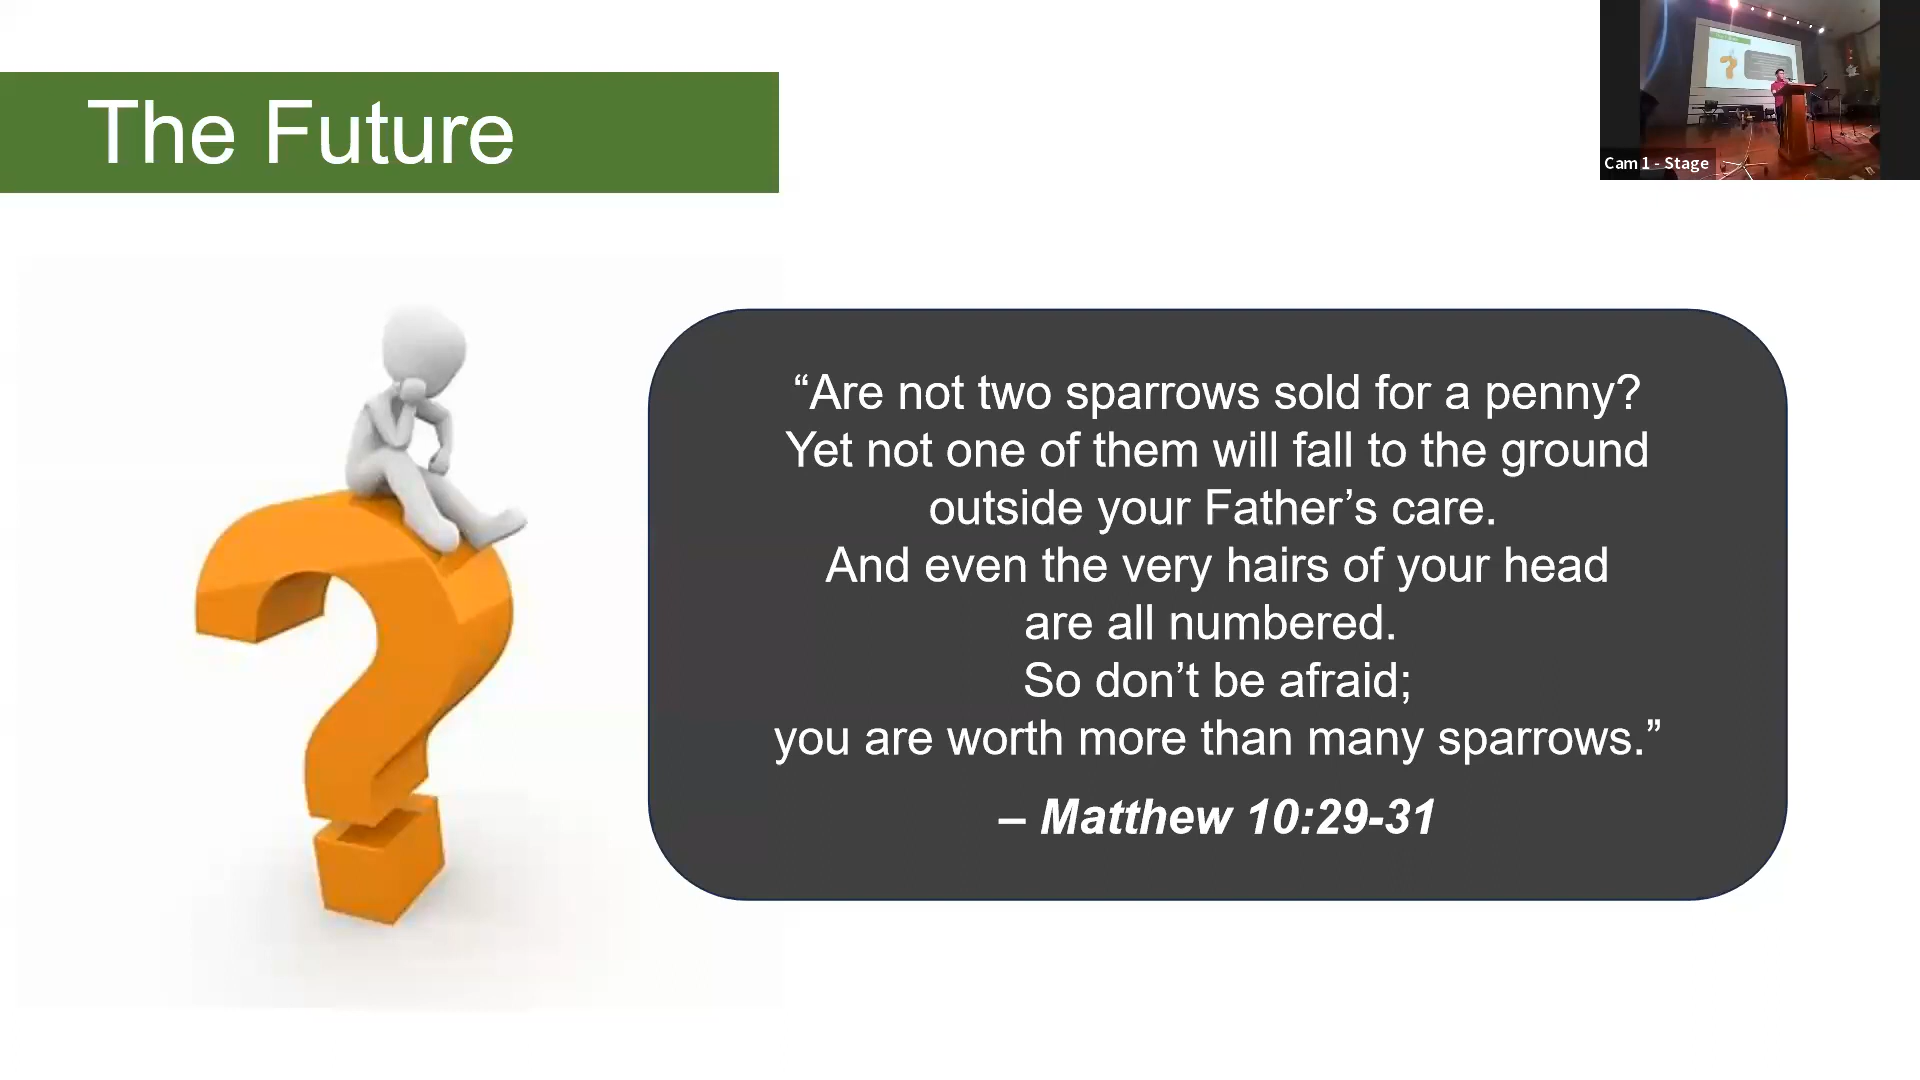 The Future
Cam 1 - Stage
“Are not two sparrows sold for a penny?
Yet not one of them will fall to the ground
outside your Father’s care.
And even the very hairs of your head
are all numbered.
So don’t be afraid;
you are worth more than many sparrows.”
– Matthew 10:29-31